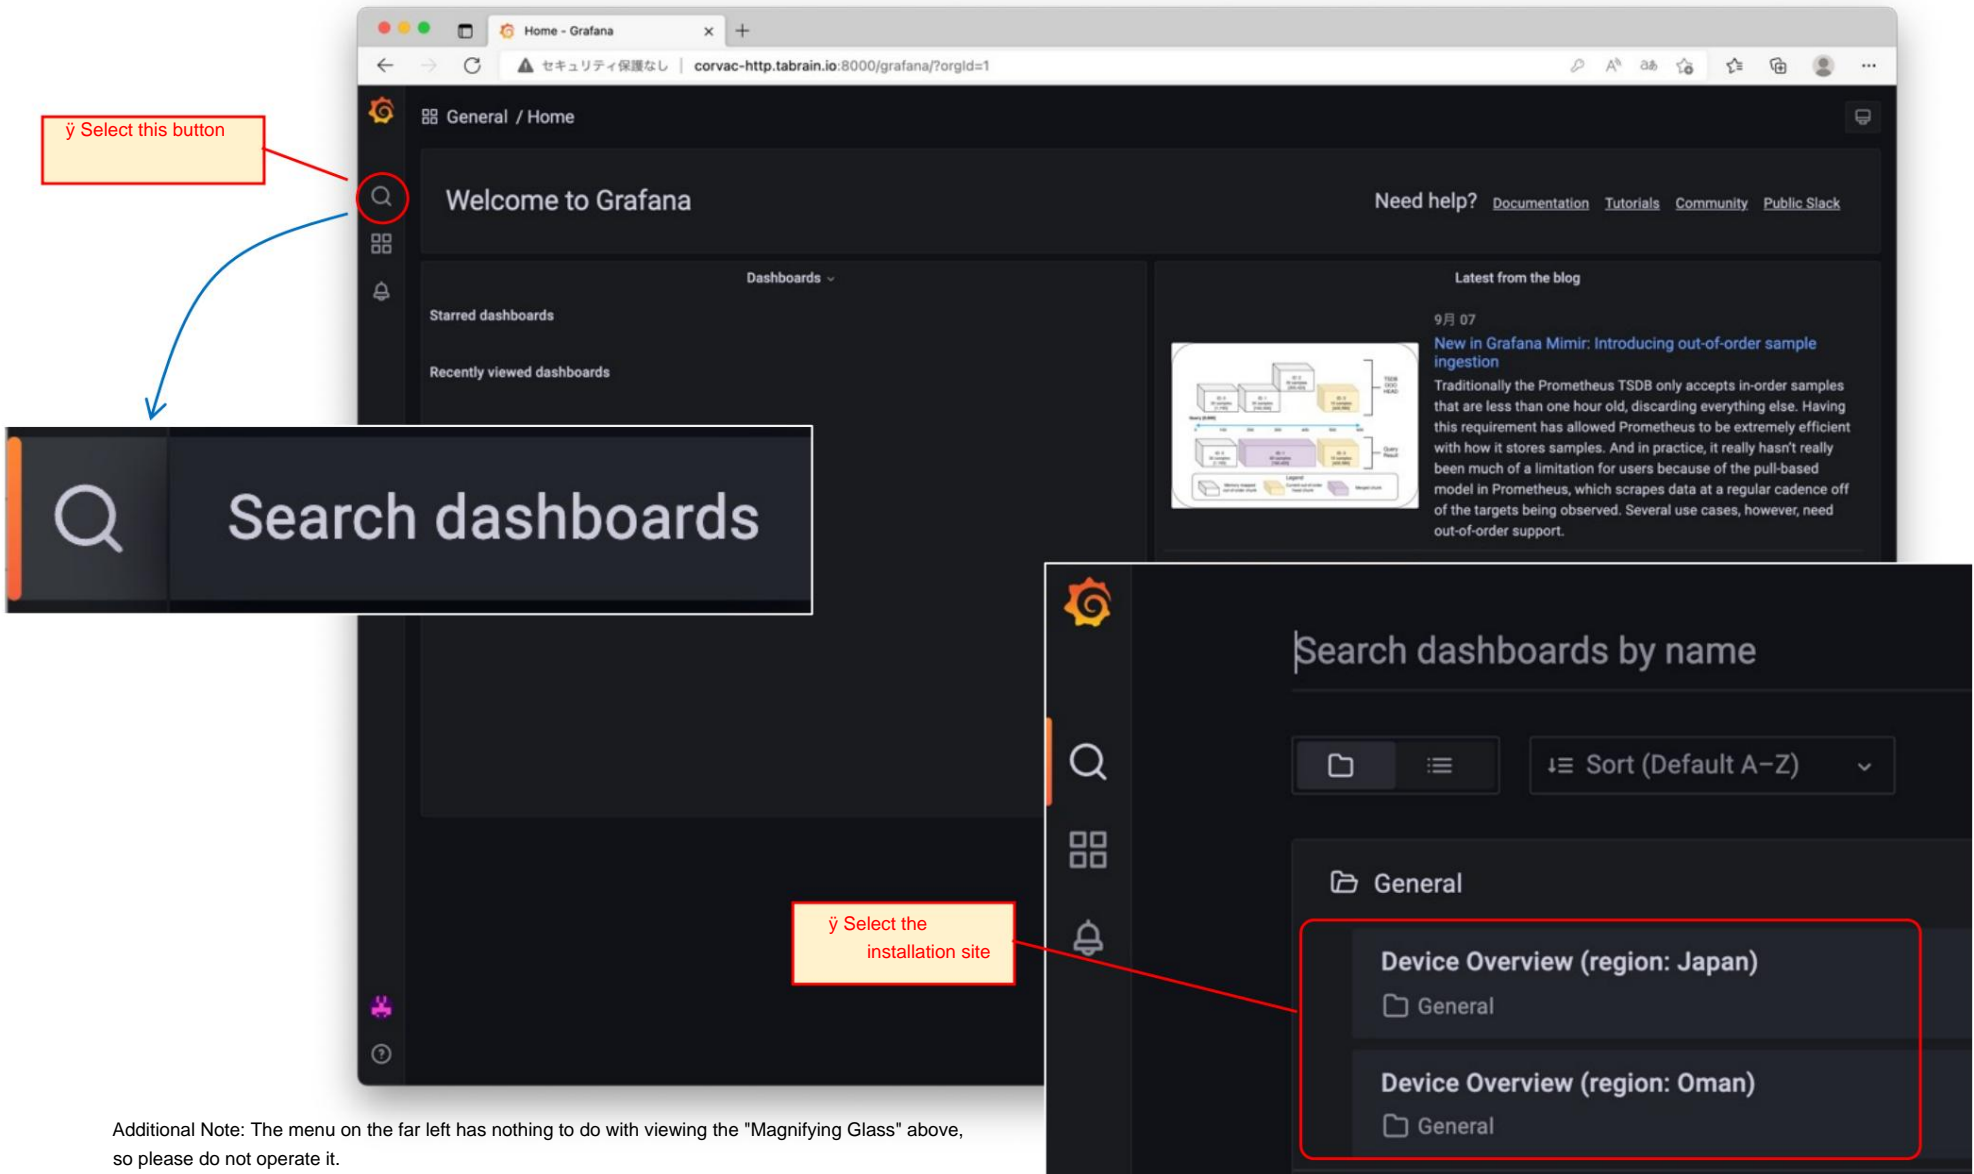 Home - Grafana
セキュリティ保護なし | corvac-http.tabrain.io:8000/grafana/?orgId=1
ÿ Select this button
General / Home
Welcome to Grafana
Need help? Documentation Tutorials Community Public Slack
Dashboards
Starred dashboards
Recently viewed dashboards
Latest from the blog
9月 07
New in Grafana Mimir: Introducing out-of-order sample
ingestion
Traditionally the Prometheus TSDB only accepts in-order samples
that are less than one hour old, discarding everything else. Having
this requirement has allowed Prometheus to be extremely efficient
with how it stores samples. And in practice, it really hasn't really
been much of a limitation for users because of the pull-based
model in Prometheus, which scrapes data at a regular cadence off
of the targets being observed. Several use cases, however, need
out-of-order support.
TSDB
OOO
HEAD
Query
Result
Legend
Search dashboards
Search dashboards by name
Sort (Default A–Z)
General
ÿ Select the
installation site
Device Overview (region: Japan)
General
Device Overview (region: Oman)
General
Additional Note: The menu on the far left has nothing to do with viewing the "Magnifying Glass" above,
so please do not operate it.